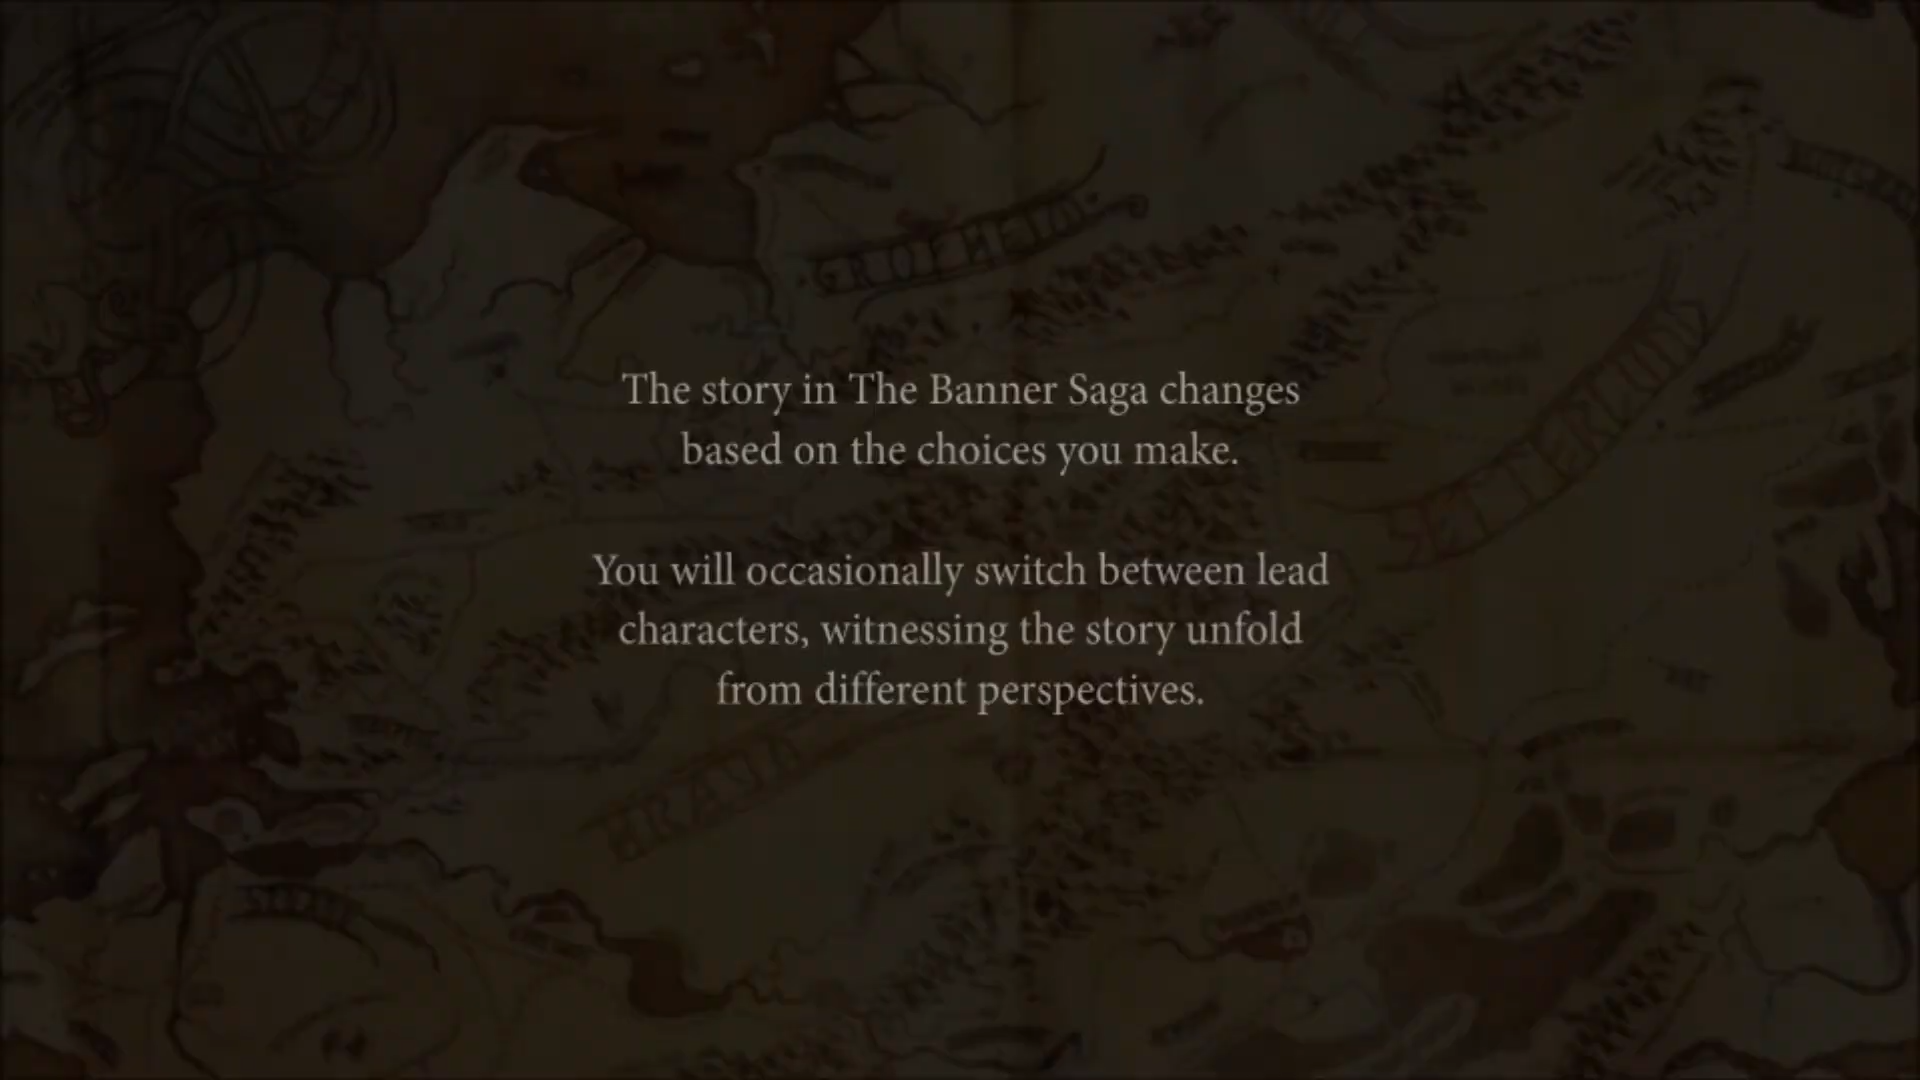 The story in The Banner Saga changes
based on the choices you make.
You will occasionally switch between lead
characters, witnessing the story unfold
from different perspectives.